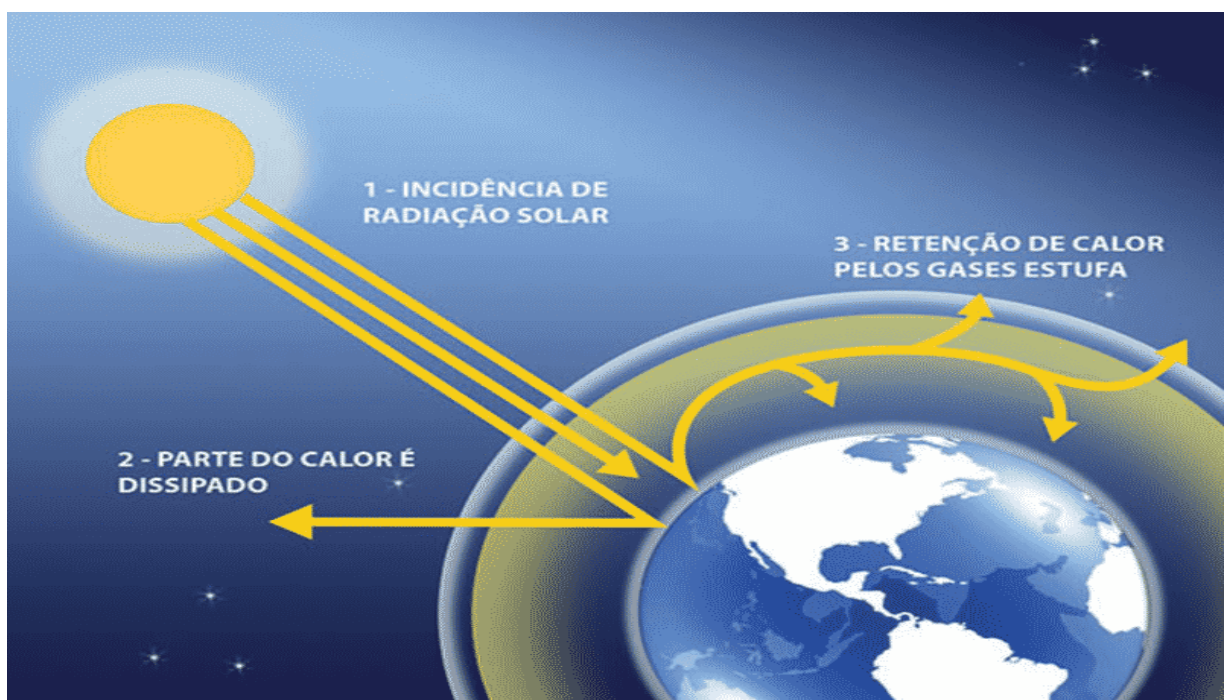 1 - INCIDÊNCIA DE
RADIAÇÃO SOLAR
3 - RETENÇÃO DE CALOR
PELOS GASES ESTUFA
2 - PARTE DO CALOR É
DISSIPADO